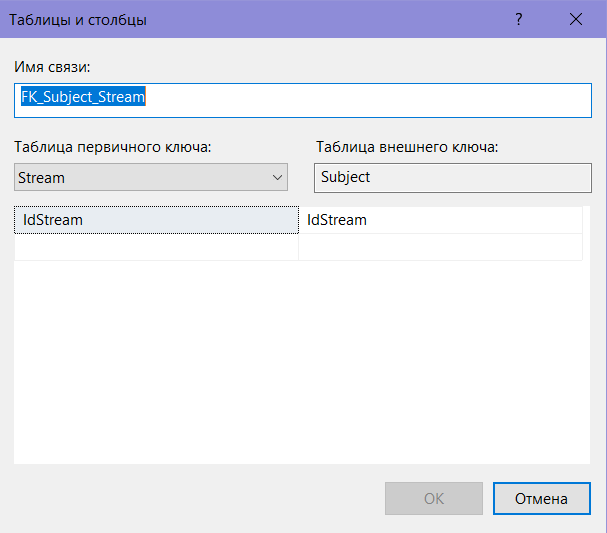 Таблицы и столбцы ?
Имя связи:
FK_Subject_Stream
Таблица первичного ключа: Таблица внешнего ключа:
Stream Subject
IdStream IdStream
OK Отмена